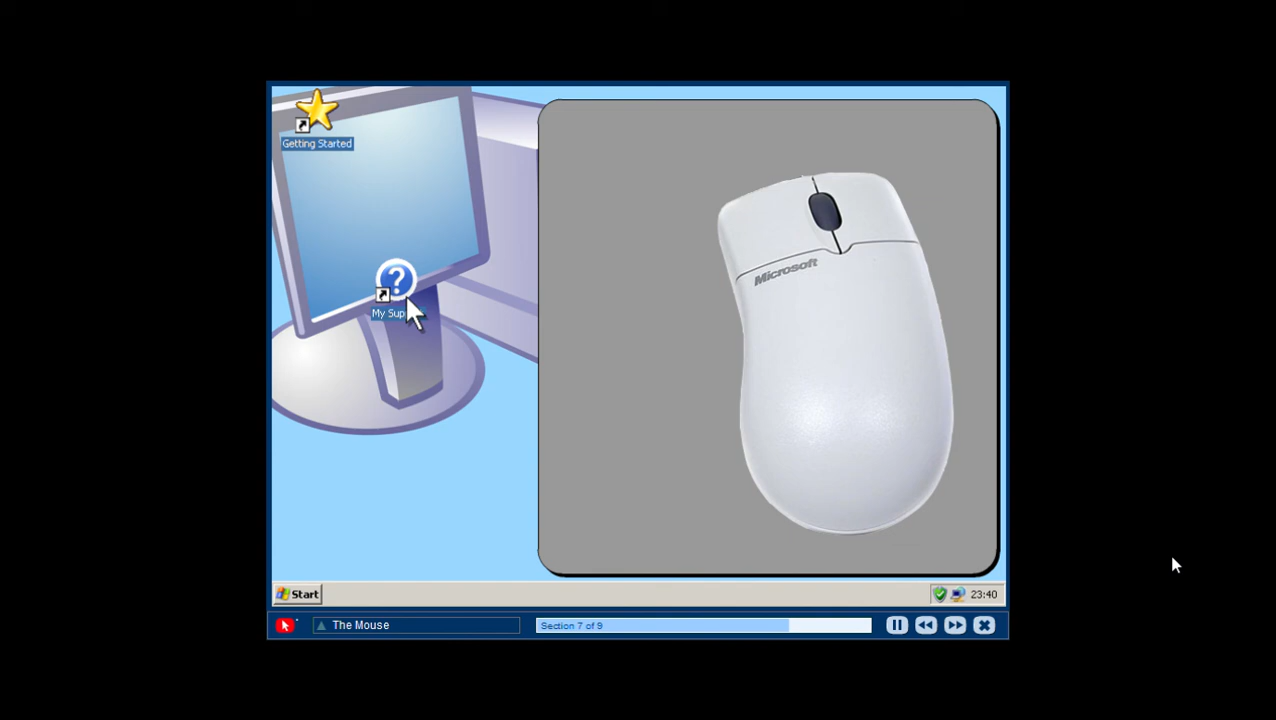 Getting Started
My Sup
Microsoft
Start
23:40
The Mouse
Section 7 of 9